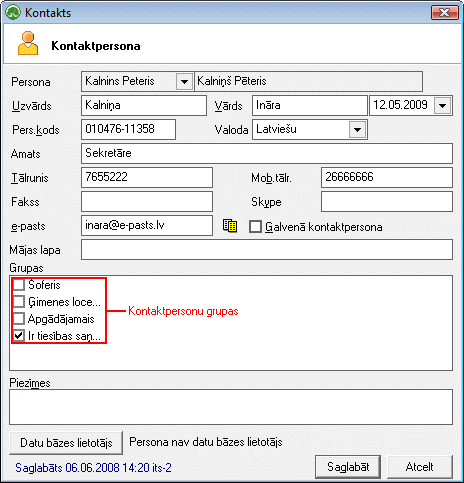 Kontakts
Kontaktpersona
Persona Kalnins Peteris Kalniņš Pēteris
Uzvārds Kalniņa Vārds Ināra 12.05.2009
Pers.kods 010476-11358 Valoda Latviešu
Amats Sekretāre
Tālrunis 7655222 Mob.tālr. 26666666
Fakss Skype
e-pasts inara@e-pasts.lv Galvenā kontaktpersona
Mājas lapa
Grupas
Šoferis
Ģimenes loce...
Apgādājamais
Ir tiesības saņ...
Kontaktpersonu grupas
Piezīmes
Datu bāzes lietotājs Persona nav datu bāzes lietotājs
Saglabāts 06.06.2008 14:20 its-2 Saglabāt Atcelt